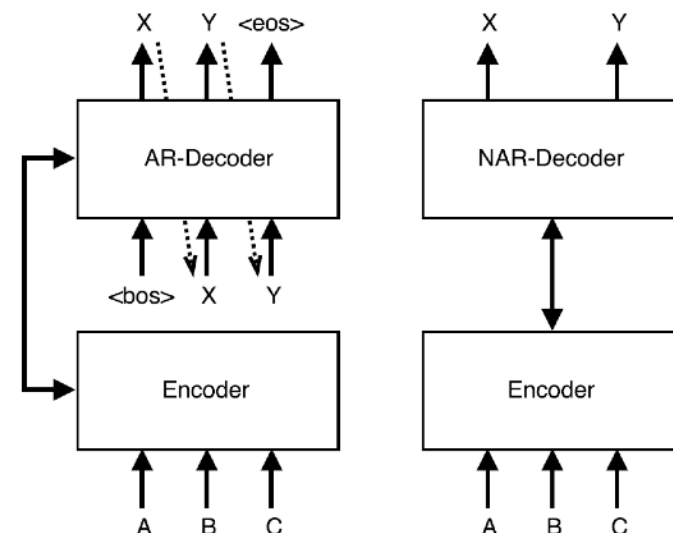 X Y <eos>
AR-Decoder
<bos> X Y
Encoder
A B C
X Y
NAR-Decoder
Encoder
A B C